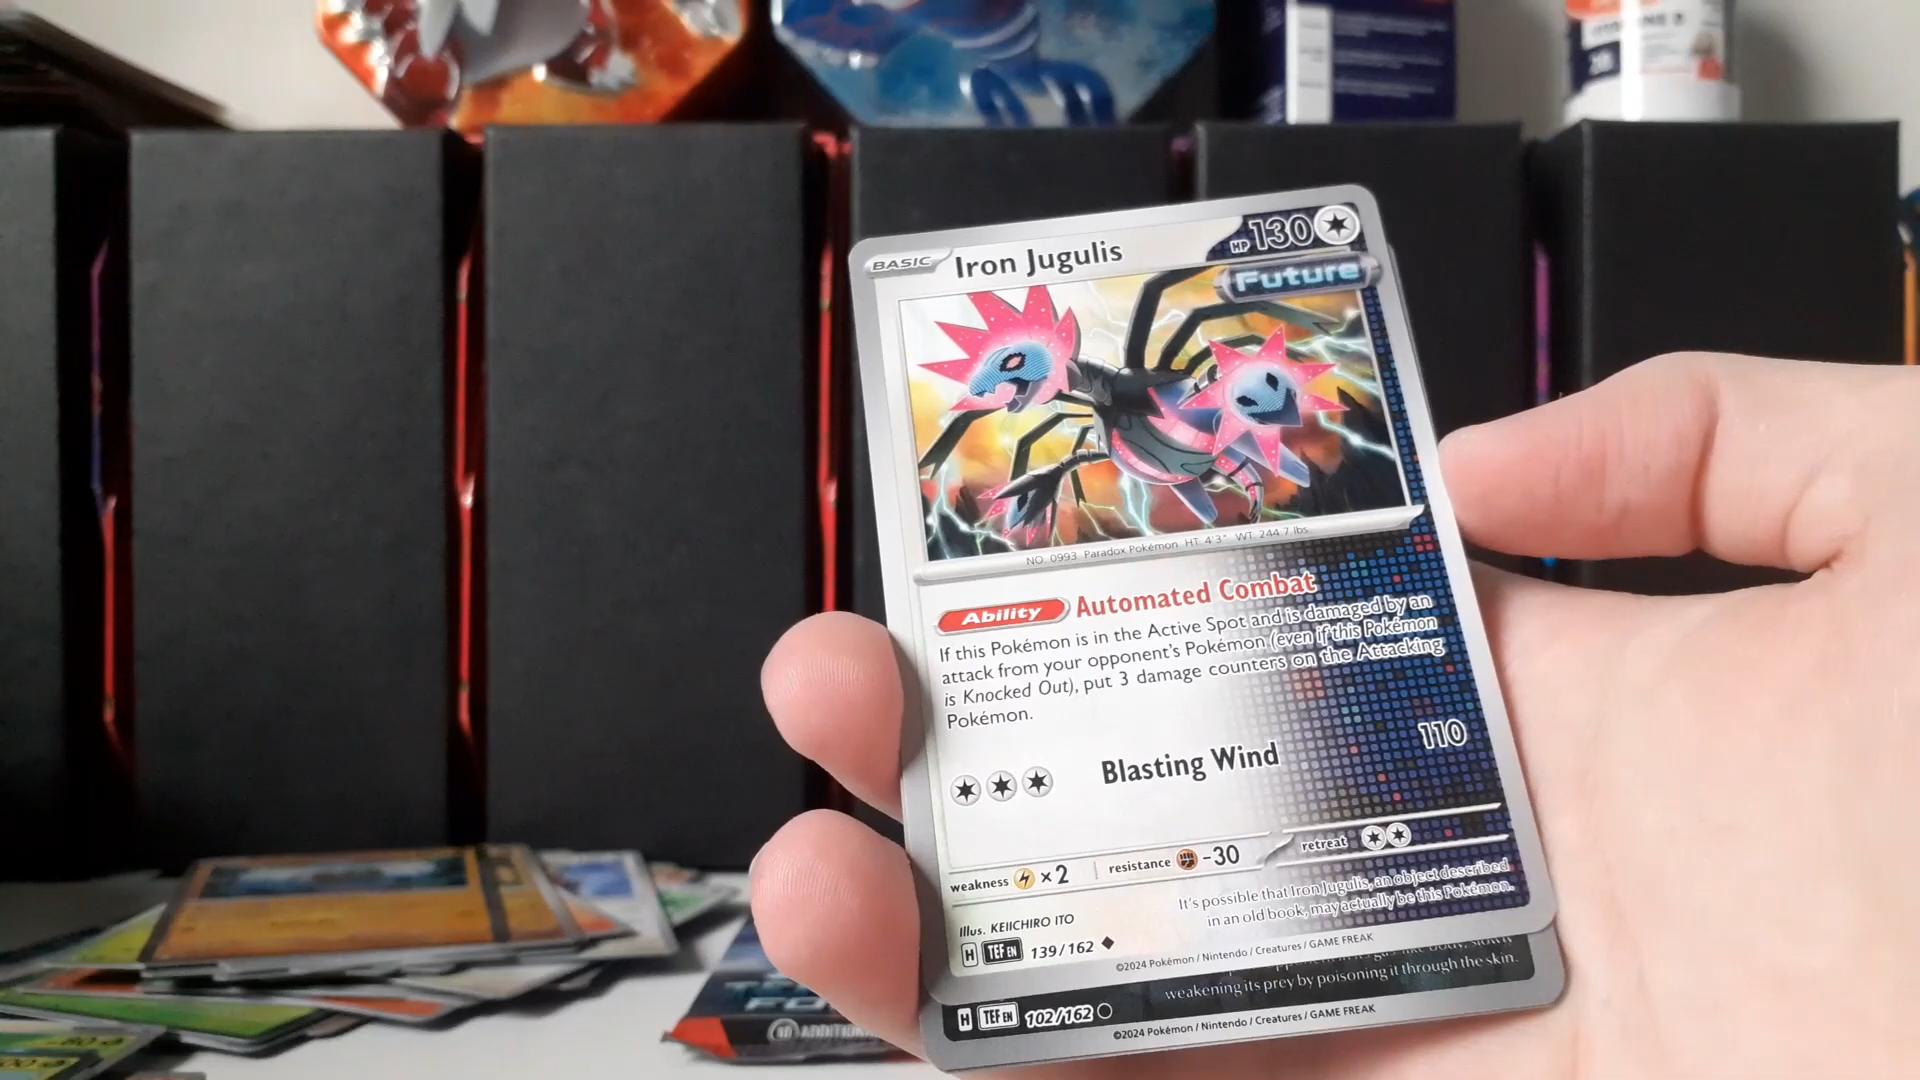 BASIC Iron Jugulis HP 130
Future
NO. 0993 Paradox Pokémon HT: 4'3" WT: 244.7 lbs.
Ability Automated Combat
If this Pokémon is in the Active Spot and is damaged by an
attack from your opponent's Pokémon (even if this Pokémon
is Knocked Out), put 3 damage counters on the Attacking
Pokémon.
Blasting Wind 110
weakness ×2 resistance -30 retreat
It's possible that Iron Jugulis, an object described
in an old book, may actually be this Pokémon.
Illus. KEIICHIRO ITO
H TEF EN 139/162
©2024 Pokémon / Nintendo / Creatures / GAME FREAK
weakening its prey by poisoning it through the skin.
H TEF EN 102/162
©2024 Pokémon / Nintendo / Creatures / GAME FREAK
10 ADDITION